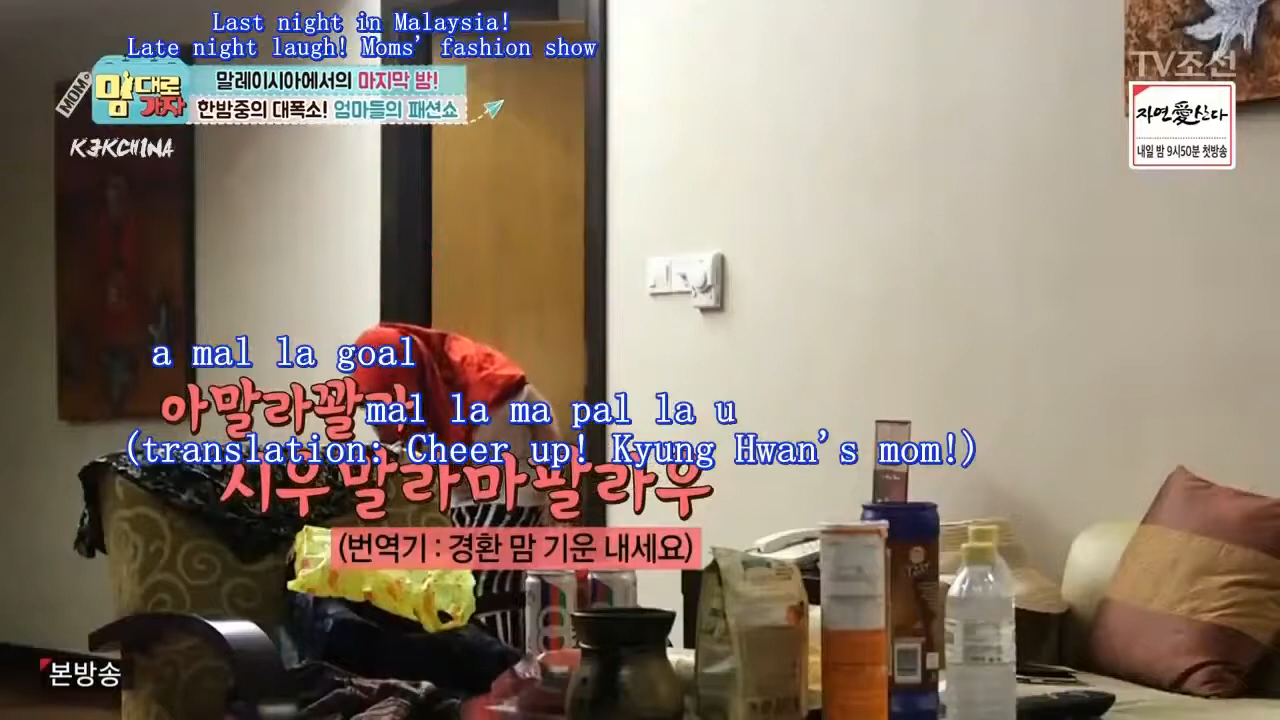 Last night in Malaysia!
Late night laugh! Moms' fashion show
MOM 맘대로 가자
말레이시아에서의 마지막 밤!
한밤중의 대폭소! 엄마들의 패션쇼
K3KCHINA
TV조선
자연愛산다
내일 밤 9시50분 첫방송
a mal la goal
아말라꽐라
mal la ma pal la u
(translation: Cheer up! Kyung Hwan's mom!)
시우말라마팔라우
(번역기 : 경환 맘 기운 내세요)
본방송